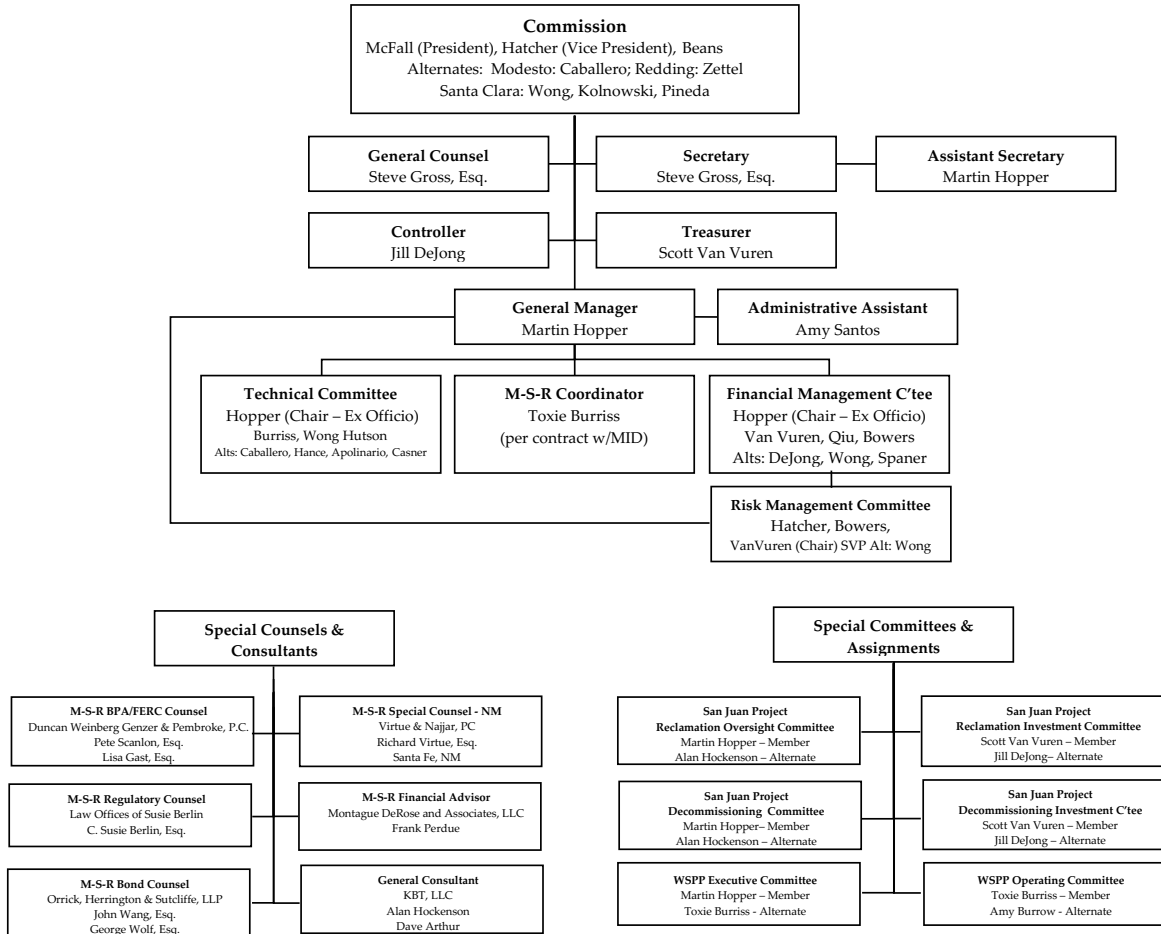 Commission
McFall (President), Hatcher (Vice President), Beans
Alternates: Modesto: Caballero; Redding: Zettel
Santa Clara: Wong, Kolnowski, Pineda
General Counsel
Steve Gross, Esq.
Secretary
Steve Gross, Esq.
Assistant Secretary
Martin Hopper
Controller
Jill DeJong
Treasurer
Scott Van Vuren
General Manager
Martin Hopper
Administrative Assistant
Amy Santos
Technical Committee
Hopper (Chair – Ex Officio)
Burriss, Wong Hutson
Alts: Caballero, Hance, Apolinario, Casner
M-S-R Coordinator
Toxie Burriss
(per contract w/MID)
Financial Management C'tee
Hopper (Chair – Ex Officio)
Van Vuren, Qiu, Bowers
Alts: DeJong, Wong, Spaner
Risk Management Committee
Hatcher, Bowers,
VanVuren (Chair) SVP Alt: Wong
Special Counsels &
Consultants
M-S-R BPA/FERC Counsel
Duncan Weinberg Genzer & Pembroke, P.C.
Pete Scanlon, Esq.
Lisa Gast, Esq.
M-S-R Special Counsel - NM
Virtue & Najjar, PC
Richard Virtue, Esq.
Santa Fe, NM
M-S-R Regulatory Counsel
Law Offices of Susie Berlin
C. Susie Berlin, Esq.
M-S-R Financial Advisor
Montague DeRose and Associates, LLC
Frank Perdue
M-S-R Bond Counsel
Orrick, Herrington & Sutcliffe, LLP
John Wang, Esq.
George Wolf, Esq.
General Consultant
KBT, LLC
Alan Hockenson
Dave Arthur
Special Committees &
Assignments
San Juan Project
Reclamation Oversight Committee
Martin Hopper – Member
Alan Hockenson – Alternate
San Juan Project
Reclamation Investment Committee
Scott Van Vuren – Member
Jill DeJong– Alternate
San Juan Project
Decommissioning Committee
Martin Hopper– Member
Alan Hockenson – Alternate
San Juan Project
Decommissioning Investment C'tee
Scott Van Vuren – Member
Jill DeJong – Alternate
WSPP Executive Committee
Martin Hopper – Member
Toxie Burriss - Alternate
WSPP Operating Committee
Toxie Burriss – Member
Amy Burrow - Alternate